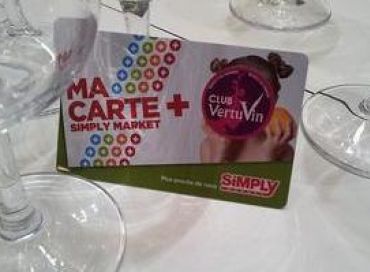 MA
CARTE +
SIMPLY MARKET
CLUB
VertuVin
Plus proche de vous
SiMPLY